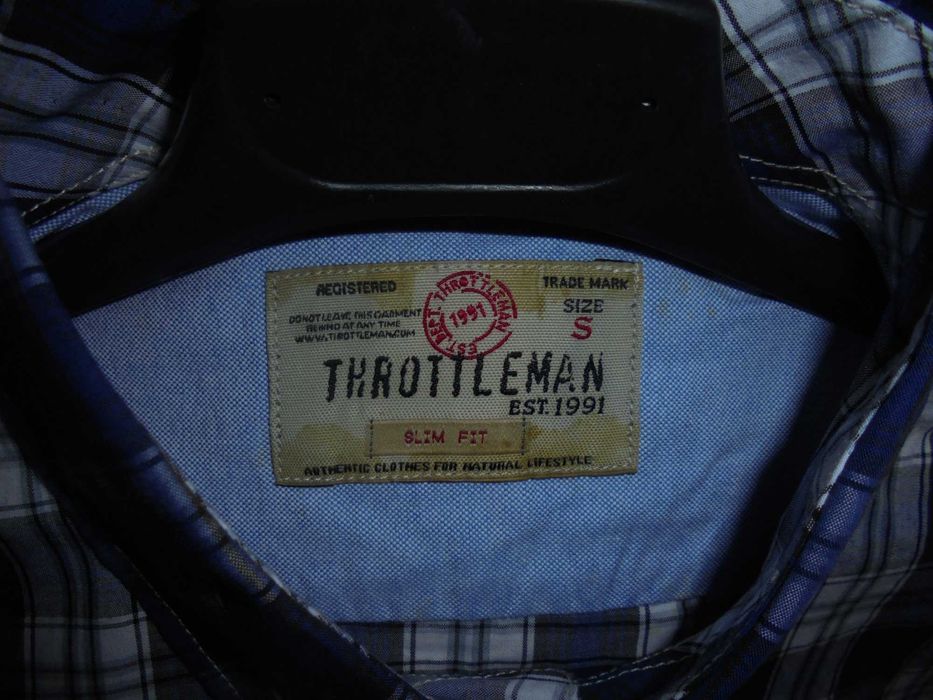 REGISTERED
TRADE MARK
DO NOT LEAVE THIS GARMENT
BEHIND AT ANY TIME
WWW.THROTTLEMAN.COM
EST. DEPT. THROTTLEMAN
1991
SIZE
S
THROTTLEMAN
EST. 1991
SLIM FIT
AUTHENTIC CLOTHES FOR NATURAL LIFESTYLE